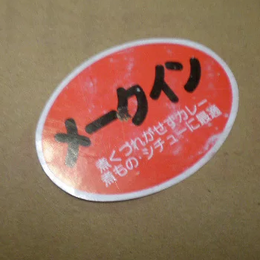 メークイン
煮くづれがせずカレー
煮もの・シチューに最適